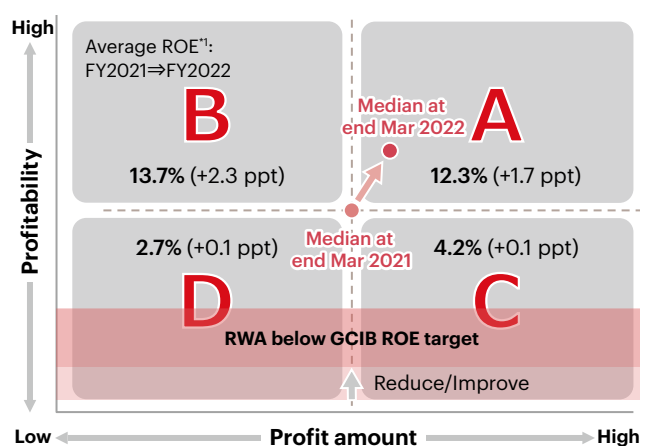 High
Average ROE*1:
FY2021⇒FY2022
B
A
Median at
end Mar 2022
13.7% (+2.3 ppt)
12.3% (+1.7 ppt)
Profitability
2.7% (+0.1 ppt)
Median at
end Mar 2021
4.2% (+0.1 ppt)
D
C
RWA below GCIB ROE target
Reduce/Improve
Low
Profit amount
High